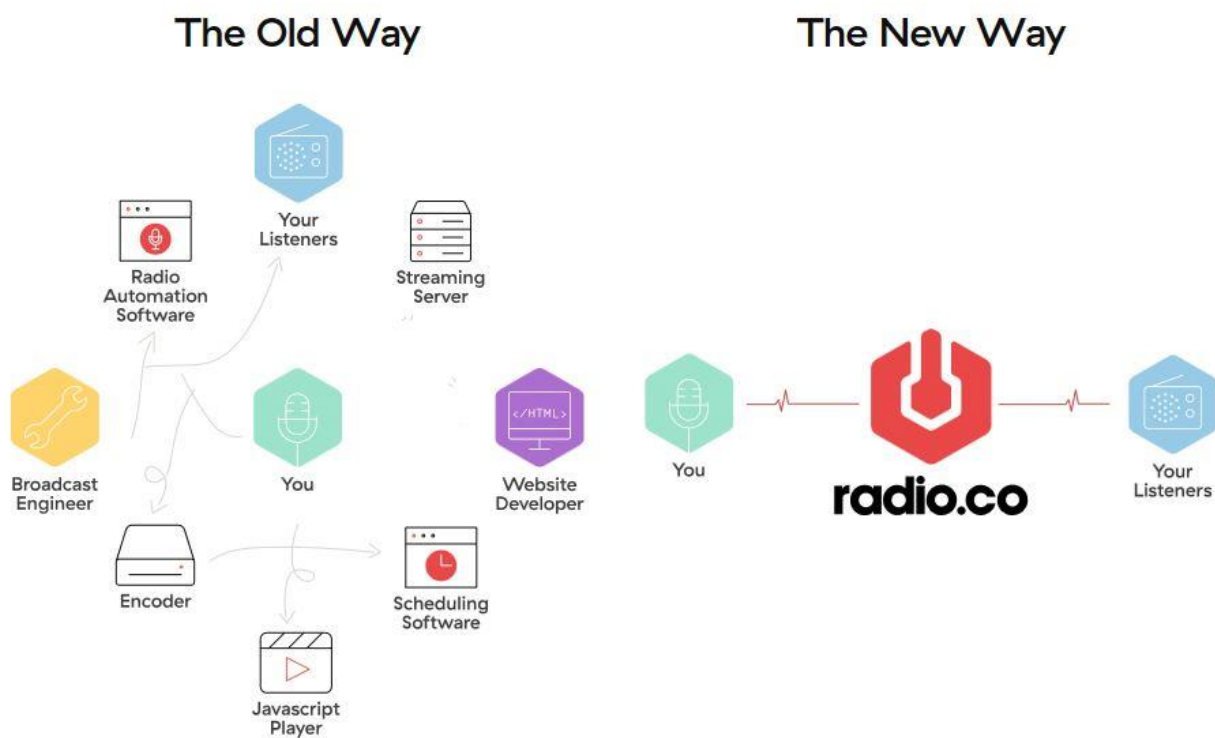 The Old Way
The New Way
Your
Listeners
Radio
Automation
Software
Streaming
Server
Broadcast
Engineer
You
</HTML>
Website
Developer
Encoder
Scheduling
Software
Javascript
Player
You
radio.co
Your
Listeners